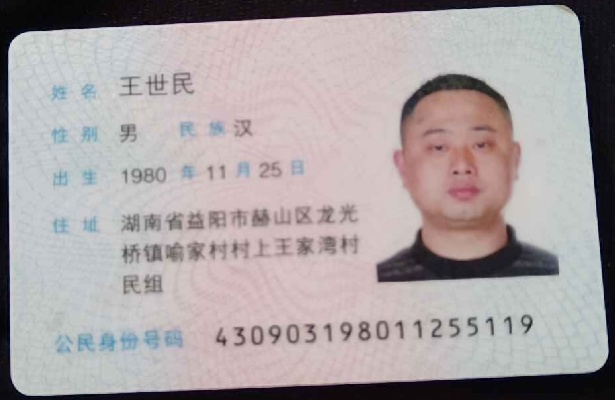 姓名 王世民
性别 男 民族 汉
出生 1980 年 11 月 25 日
住址 湖南省益阳市赫山区龙光
桥镇喻家村村上王家湾村
民组
公民身份号码 430903198011255119